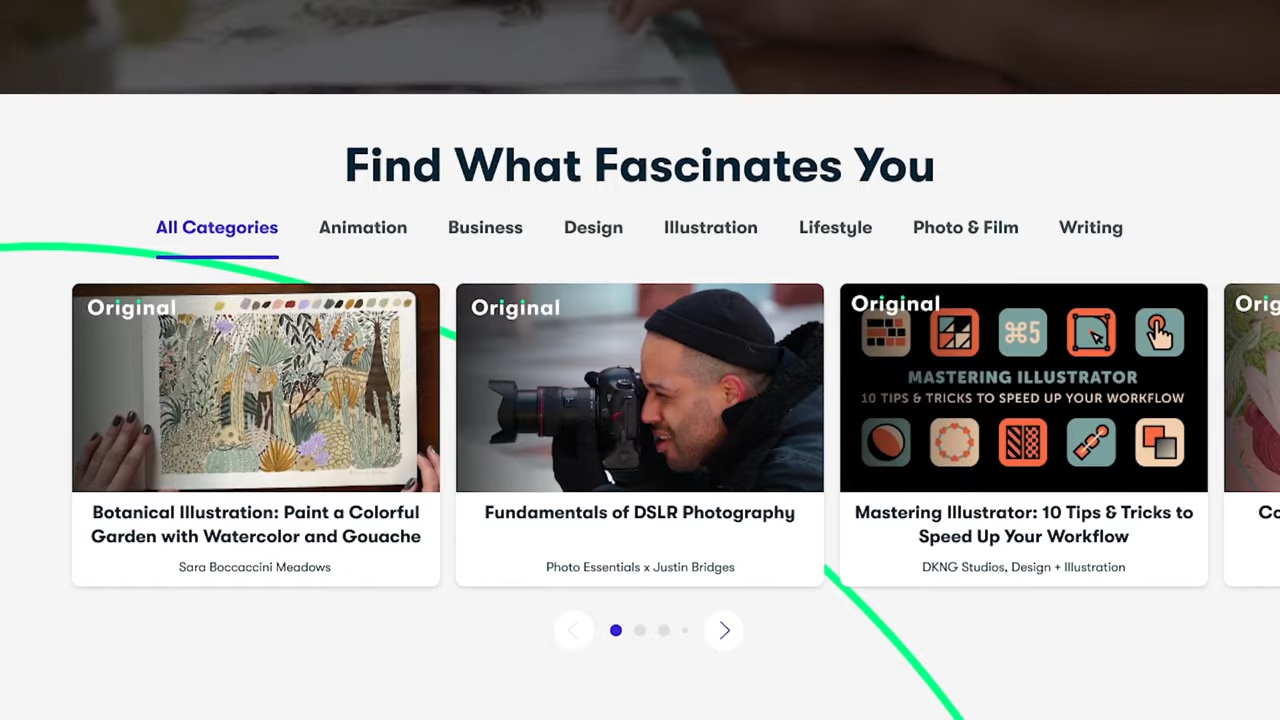 Find What Fascinates You
All Categories Animation Business Design Illustration Lifestyle Photo & Film Writing
Original
Botanical Illustration: Paint a Colorful
Garden with Watercolor and Gouache
Sara Boccaccini Meadows
Original
Fundamentals of DSLR Photography
Photo Essentials x Justin Bridges
Original
⌘5
MASTERING ILLUSTRATOR
10 TIPS & TRICKS TO SPEED UP YOUR WORKFLOW
Mastering Illustrator: 10 Tips & Tricks to
Speed Up Your Workflow
DKNG Studios, Design + Illustration